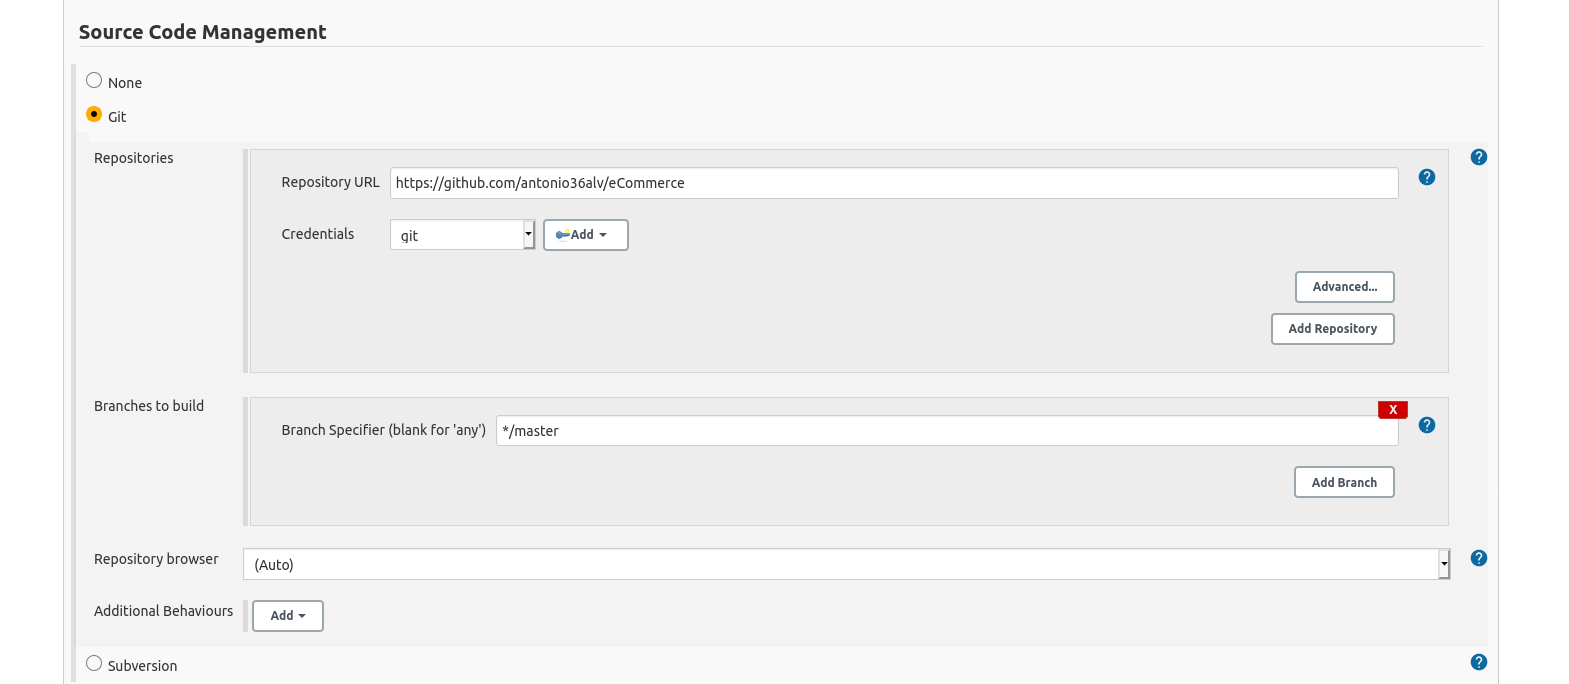 Source Code Management
None
Git
Repositories
?
Repository URL https://github.com/antonio36alv/eCommerce ?
Credentials git Add
Advanced...
Add Repository
Branches to build
X
Branch Specifier (blank for 'any') */master ?
Add Branch
Repository browser (Auto) ?
Additional Behaviours Add
Subversion ?